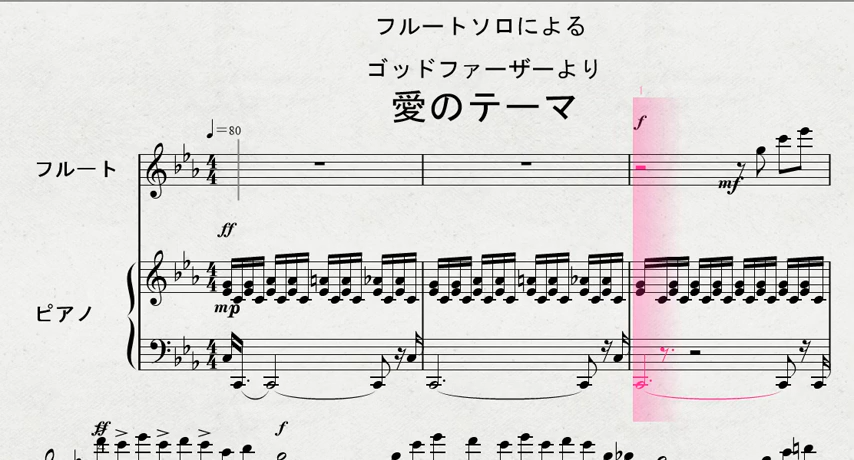 フルートソロによる
ゴッドファーザーより
愛のテーマ
♩=80
f
フルート
mf
ff
ピアノ
mp
ff
f